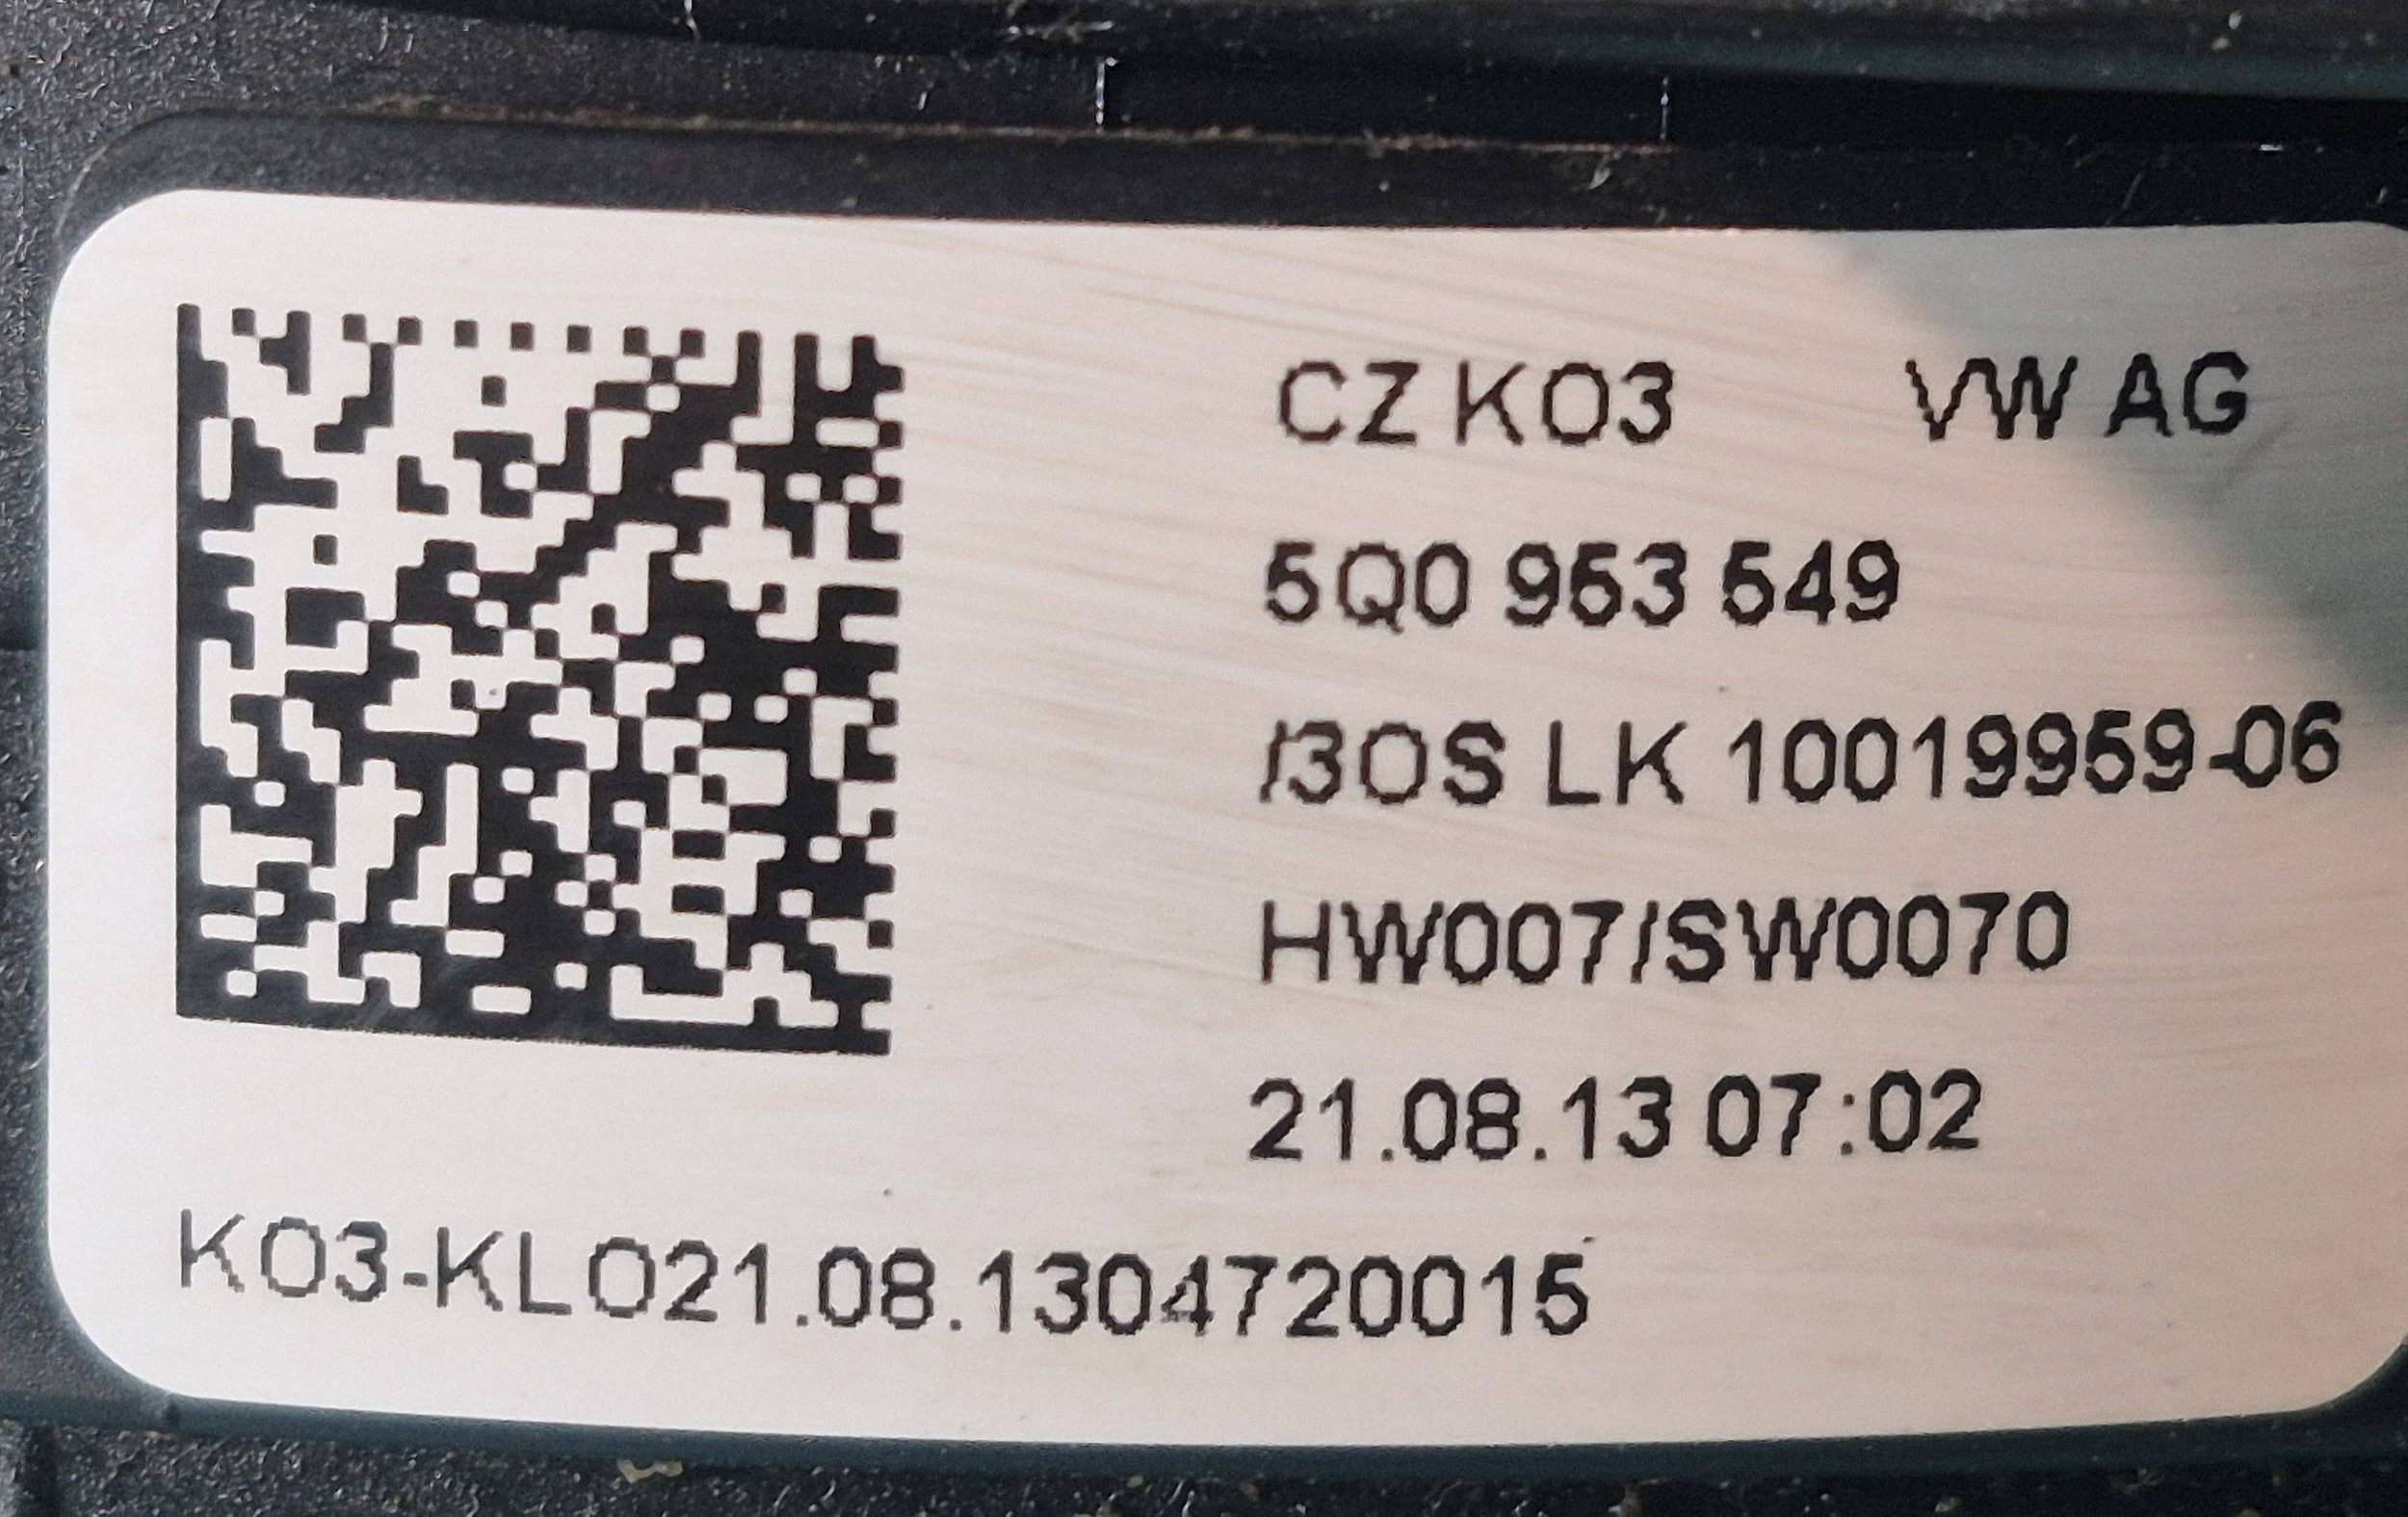 CZ KO3 VW AG
5Q0 953 549
/3OS LK 10019959-06
HW007/SW0070
21.08.13 07:02
KO3-KLO21.08.1304720015